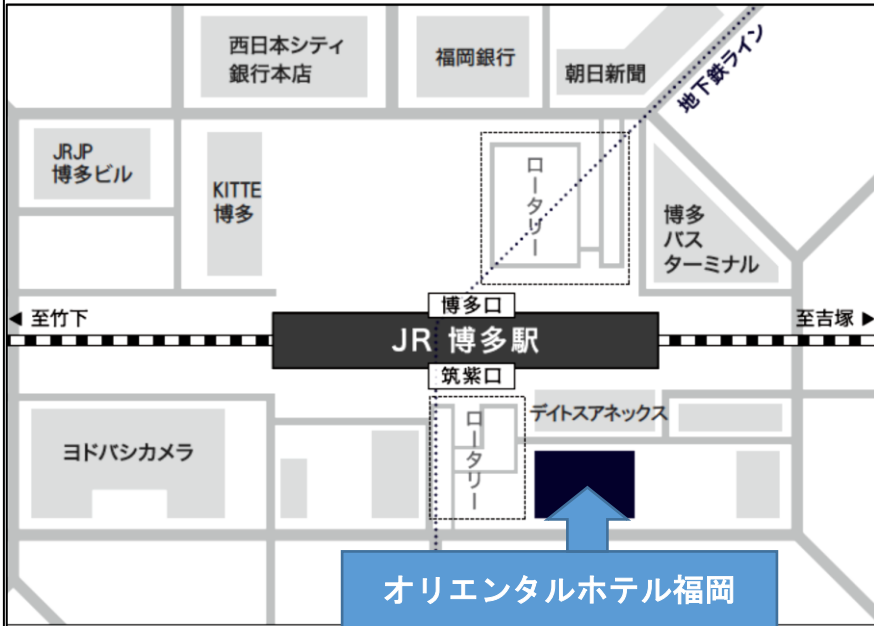 西日本シティ
銀行本店
福岡銀行
朝日新聞
地下鉄ライン
JRJP
博多ビル
KITTE
博多
ロータリー
博多
バス
ターミナル
博多口
◀ 至竹下
至吉塚 ▶
JR 博多駅
筑紫口
デイトスアネックス
ヨドバシカメラ
ロータリー
オリエンタルホテル福岡